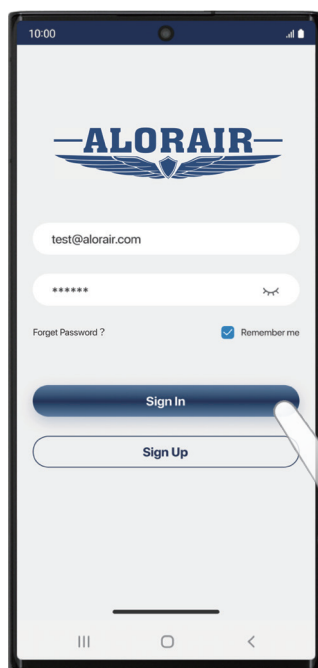 10:00
ALORAIR
test@alorair.com
******
Forget Password ?
Remember me
Sign In
Sign Up